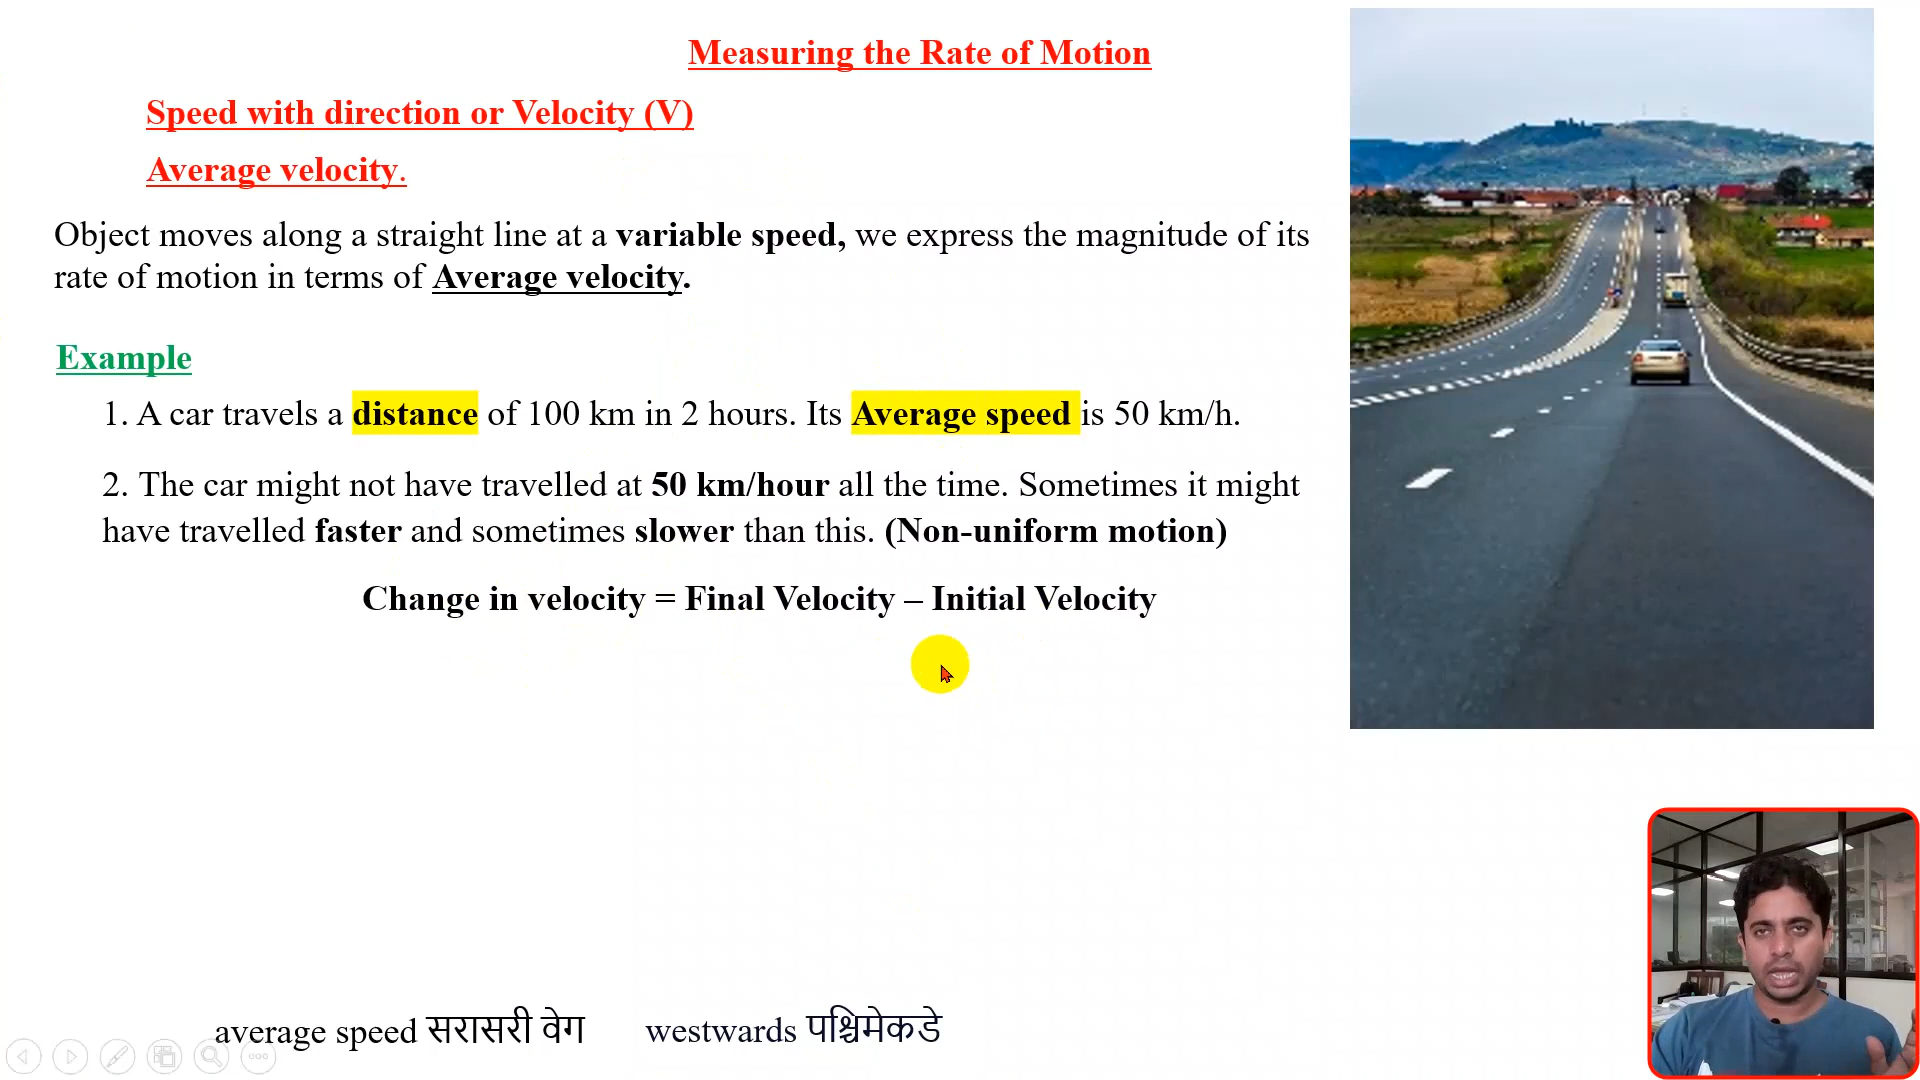 Measuring the Rate of Motion
Speed with direction or Velocity (V)
Average velocity.
Object moves along a straight line at a variable speed, we express the magnitude of its
rate of motion in terms of Average velocity.
Example
1. A car travels a distance of 100 km in 2 hours. Its Average speed is 50 km/h.
2. The car might not have travelled at 50 km/hour all the time. Sometimes it might
have travelled faster and sometimes slower than this. (Non-uniform motion)
Change in velocity = Final Velocity – Initial Velocity
average speed सरासरी वेग westwards पश्चिमेकडे